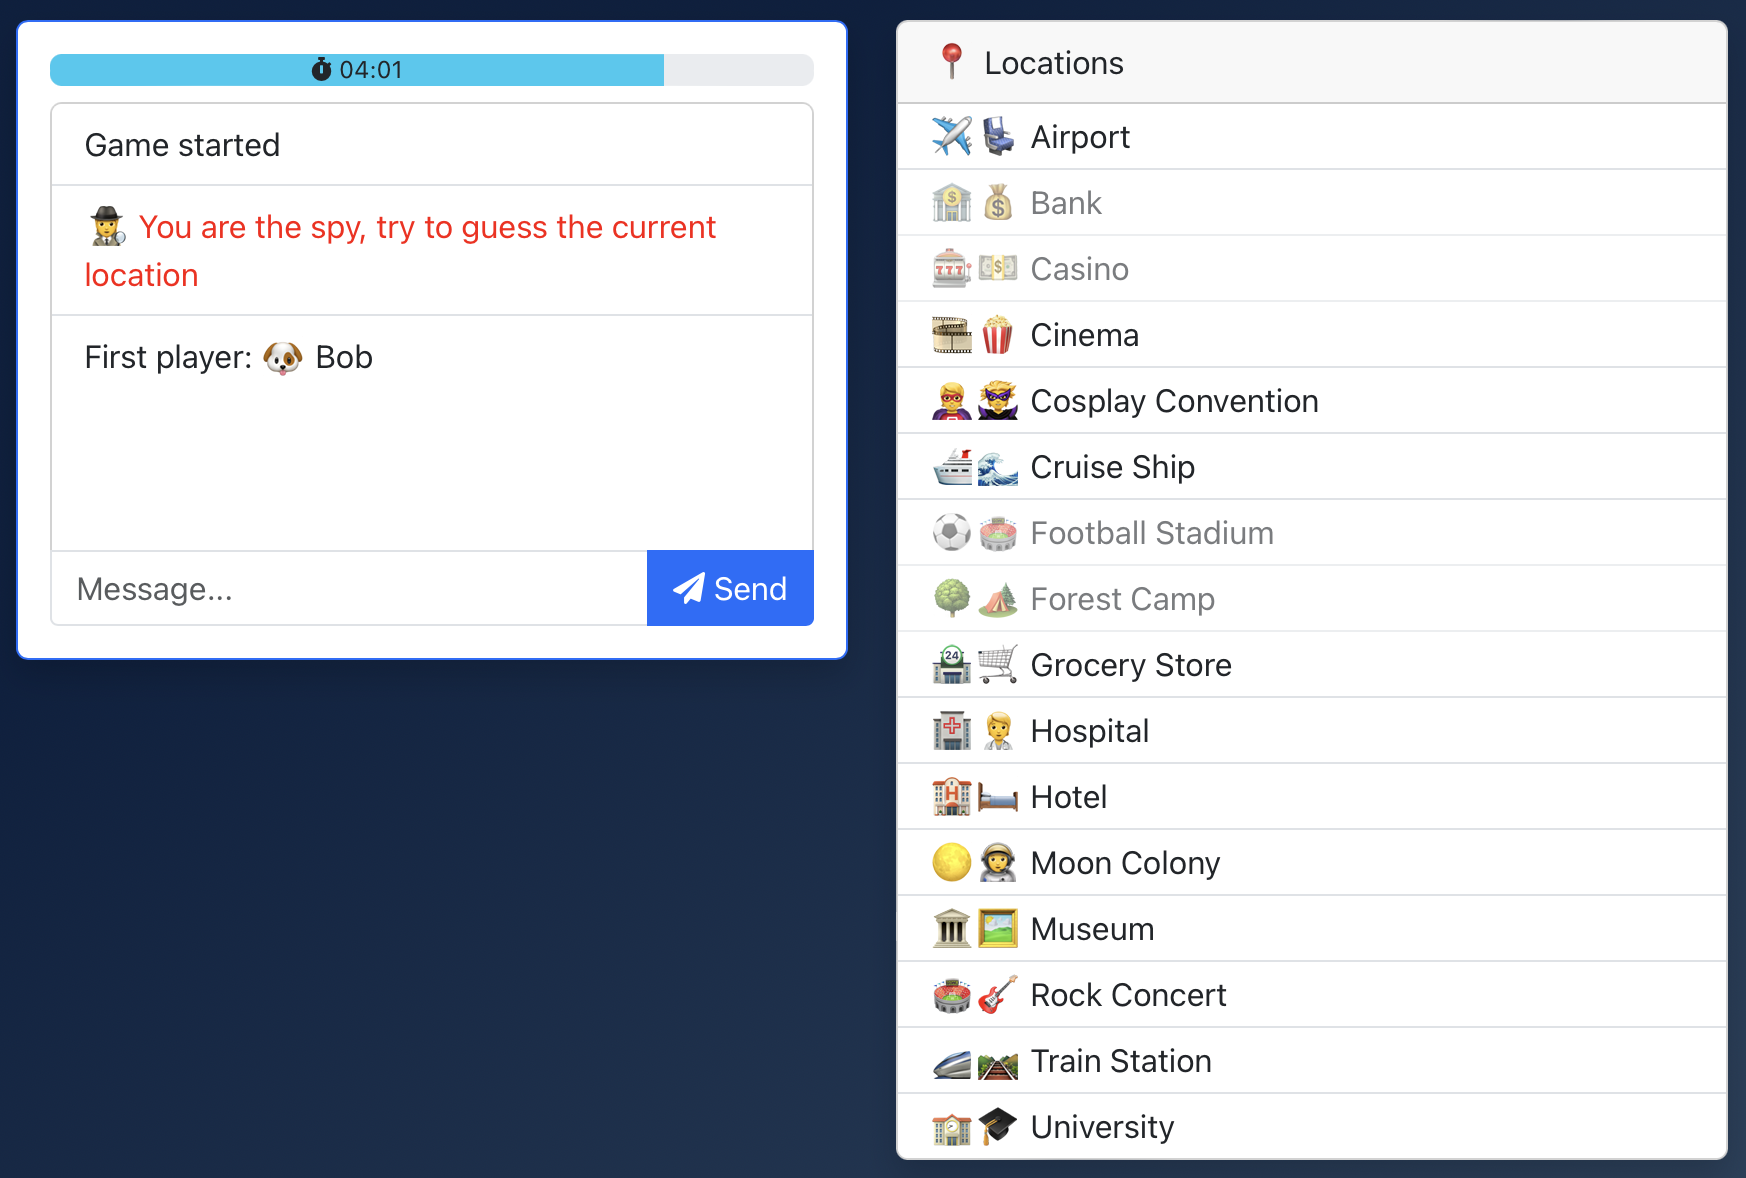 04:01
Game started
You are the spy, try to guess the current
location
First player: Bob
Message...
Send
Locations
Airport
Bank
Casino
Cinema
Cosplay Convention
Cruise Ship
Football Stadium
Forest Camp
Grocery Store
Hospital
Hotel
Moon Colony
Museum
Rock Concert
Train Station
University